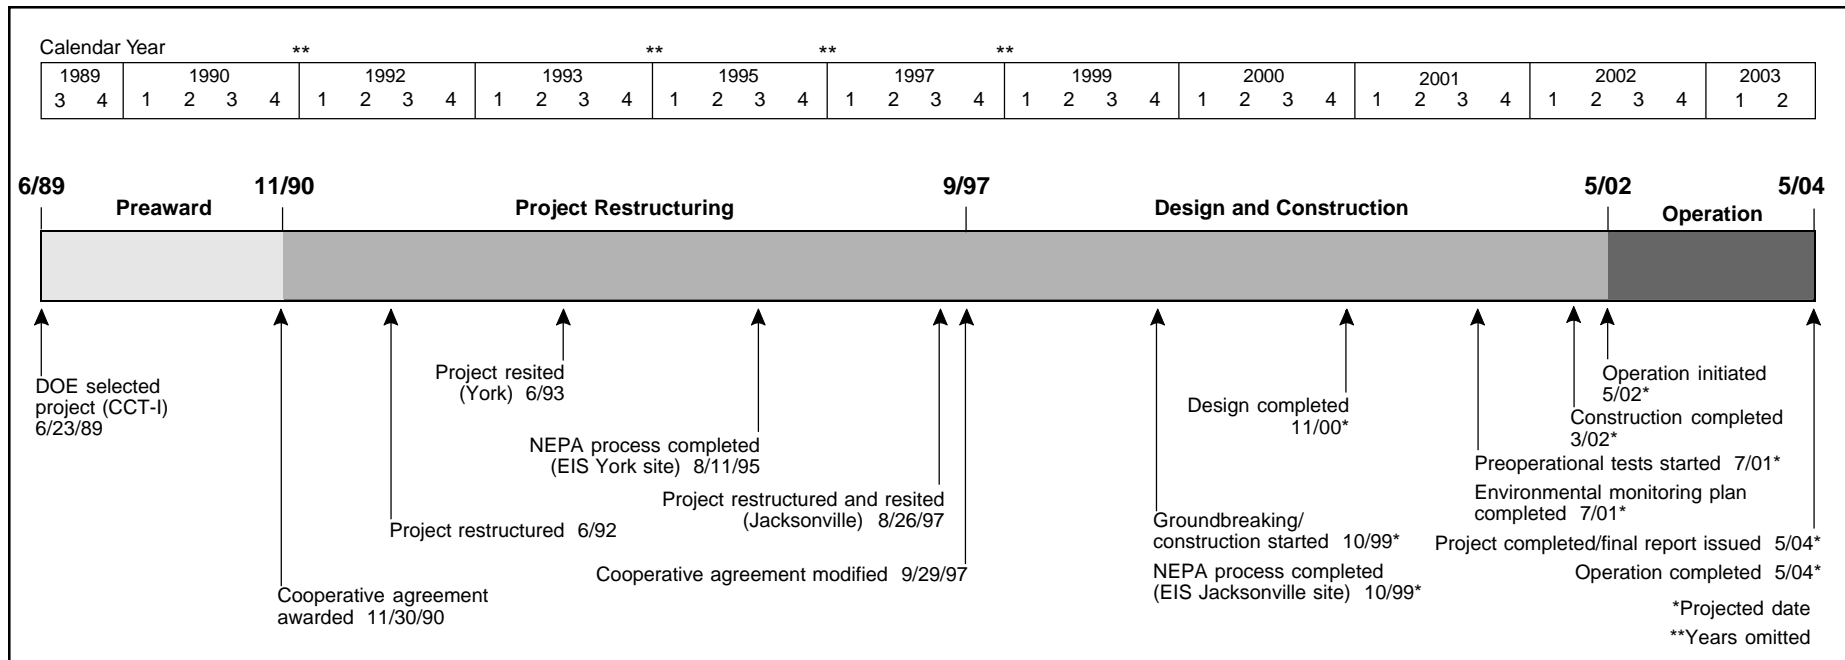 Calendar Year
** ** ** **
1989 1990 1992 1993 1995 1997 1999 2000 2001 2002 2003
3 4 1 2 3 4 1 2 3 4 1 2 3 4 1 2 3 4 1 2 3 4 1 2 3 4 1 2 3 4 1 2 3 4 1 2 3 4 1 2
6/89 11/90 9/97 5/02 5/04
Preaward Project Restructuring Design and Construction Operation
DOE selected
project (CCT-I)
6/23/89
Cooperative agreement
awarded 11/30/90
Project restructured 6/92
Project resited
(York) 6/93
NEPA process completed
(EIS York site) 8/11/95
Project restructured and resited
(Jacksonville) 8/26/97
Cooperative agreement modified 9/29/97
Groundbreaking/
construction started 10/99*
NEPA process completed
(EIS Jacksonville site) 10/99*
Design completed
11/00*
Operation initiated
5/02*
Construction completed
3/02*
Preoperational tests started 7/01*
Environmental monitoring plan
completed 7/01*
Project completed/final report issued 5/04*
Operation completed 5/04*
*Projected date
**Years omitted